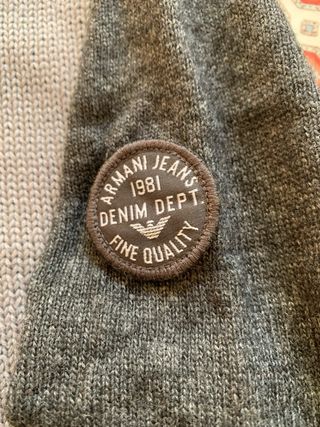 ARMANI JEANS
1981
DENIM DEPT.
FINE QUALITY